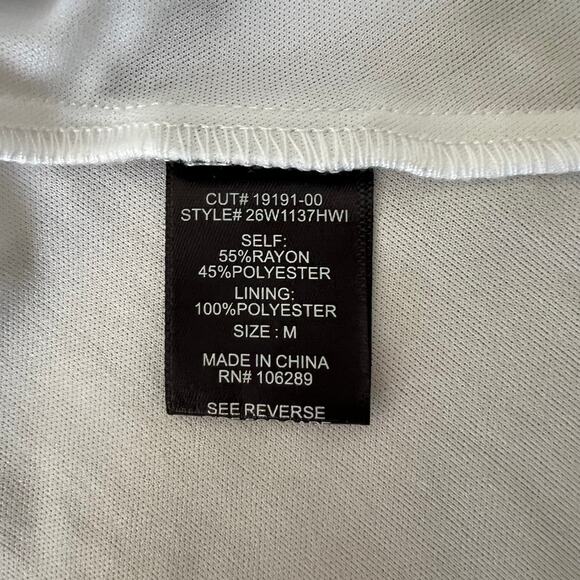 CUT# 19191-00
STYLE# 26W1137HWI
SELF:
55%RAYON
45%POLYESTER
LINING:
100%POLYESTER
SIZE : M
MADE IN CHINA
RN# 106289
SEE REVERSE